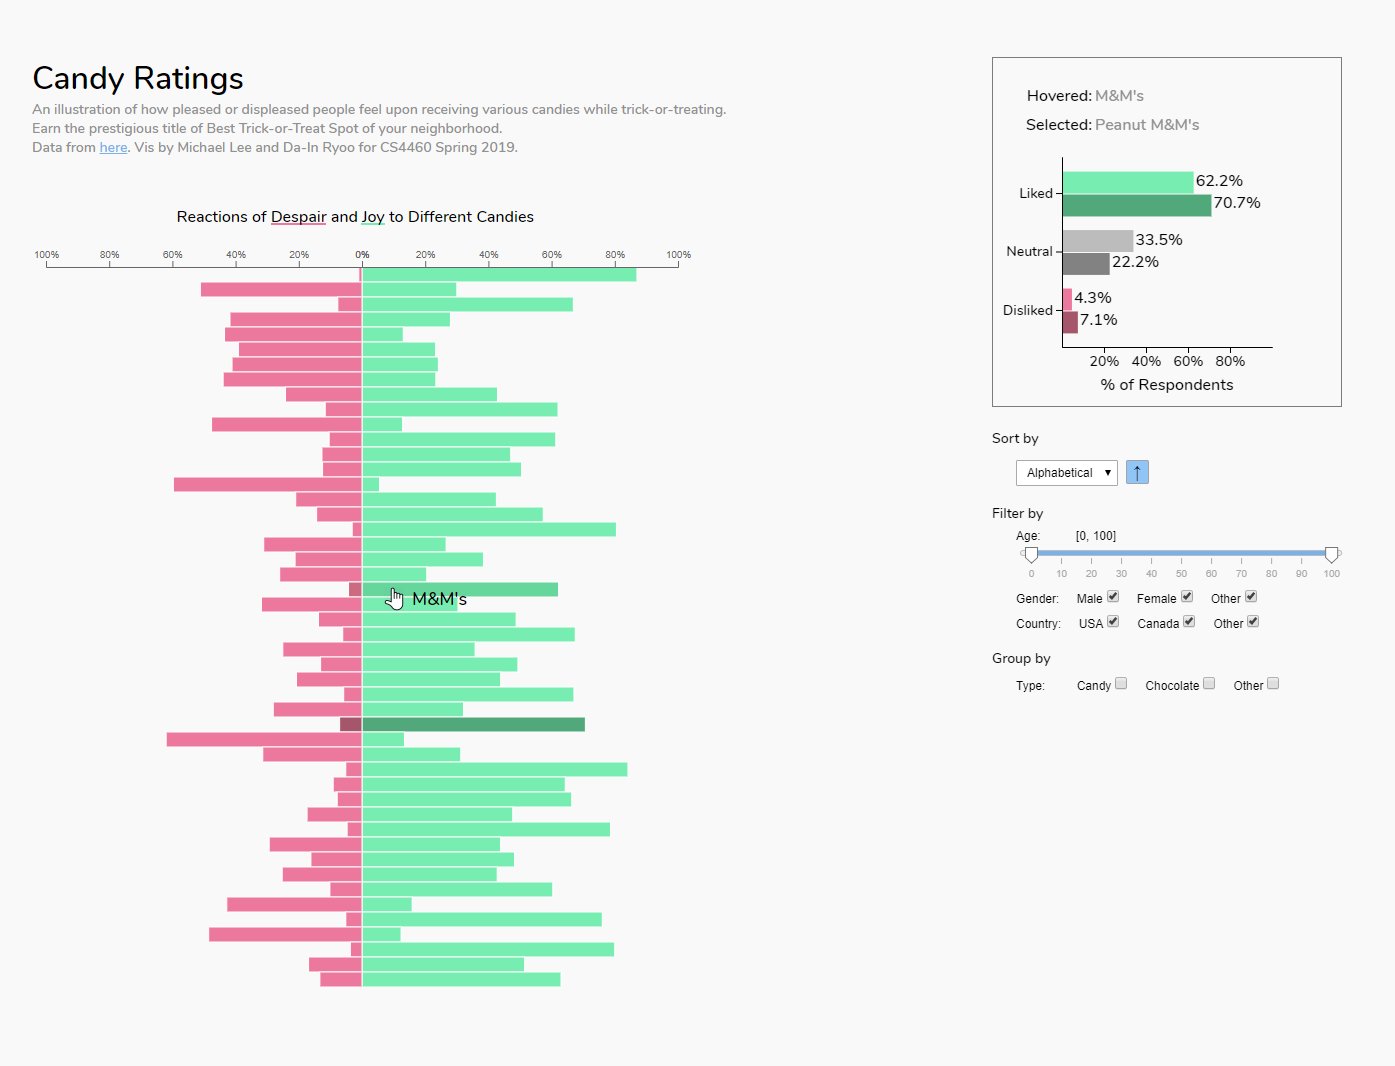 Candy Ratings
An illustration of how pleased or displeased people feel upon receiving various candies while trick-or-treating.
Earn the prestigious title of Best Trick-or-Treat Spot of your neighborhood.
Data from here. Vis by Michael Lee and Da-In Ryoo for CS4460 Spring 2019.
Reactions of Despair and Joy to Different Candies
100% 80% 60% 40% 20% 0% 20% 40% 60% 80% 100%
M&M's
Hovered: M&M's
Selected: Peanut M&M's
Liked 62.2%
70.7%
Neutral 33.5%
22.2%
Disliked 4.3%
7.1%
20% 40% 60% 80%
% of Respondents
Sort by
Alphabetical ▼ ↑
Filter by
Age: [0, 100]
0 10 20 30 40 50 60 70 80 90 100
Gender: Male Female Other
Country: USA Canada Other
Group by
Type: Candy Chocolate Other